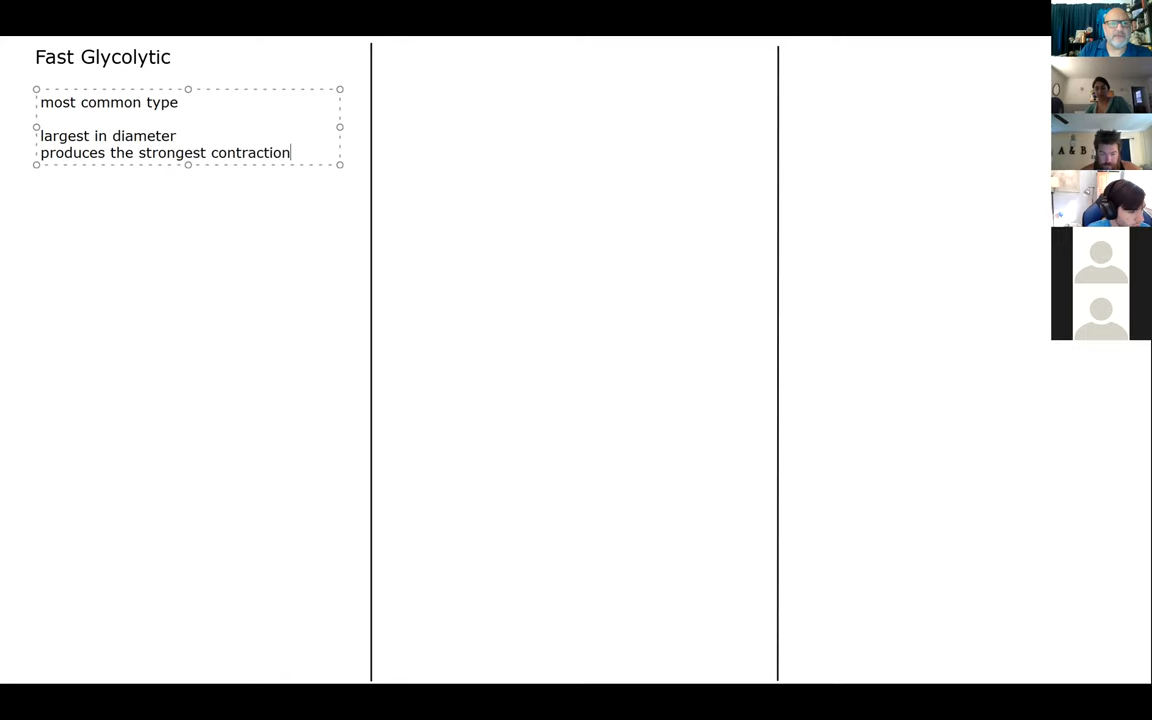 Fast Glycolytic
most common type
largest in diameter
produces the strongest contraction
A & B